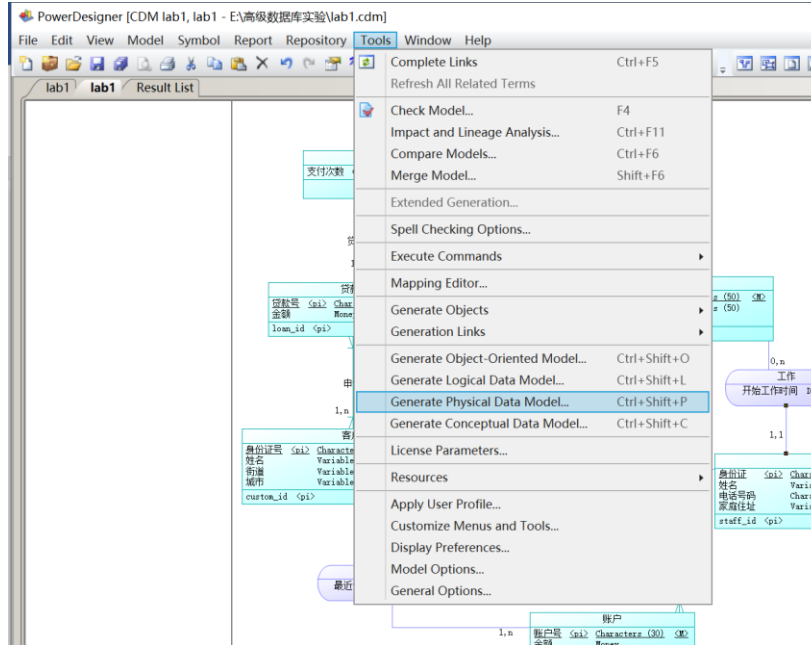 PowerDesigner [CDM lab1, lab1 - E:\高级数据库实验\lab1.cdm]
File Edit View Model Symbol Report Repository Tools Window Help
lab1 lab1 Result List
Complete Links Ctrl+F5
Refresh All Related Terms
Check Model... F4
Impact and Lineage Analysis... Ctrl+F11
Compare Models... Ctrl+F6
Merge Model... Shift+F6
Extended Generation...
Spell Checking Options...
Execute Commands
Mapping Editor...
Generate Objects
Generation Links
Generate Object-Oriented Model... Ctrl+Shift+O
Generate Logical Data Model... Ctrl+Shift+L
Generate Physical Data Model... Ctrl+Shift+P
Generate Conceptual Data Model... Ctrl+Shift+C
License Parameters...
Resources
Apply User Profile...
Customize Menus and Tools...
Display Preferences...
Model Options...
General Options...
支付次数
贷款号 <pi>
金额
loan_id <pi>
1,n
身份证号 <pi>
姓名
街道
城市
custom_id <pi>
最近
(50) <M>
(50)
0,n
工作
开始工作时间
1,1
身份证 <pi>
姓名
电话号码
家庭住址
staff_id <pi>
账户
1,n
账户号 <pi> Characters (30) <M>
金额 Money